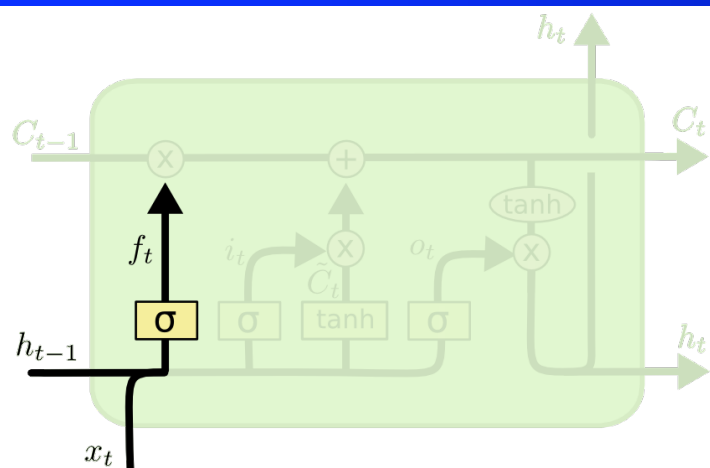 h_t
C_{t-1}
C_t
x
+
tanh
f_t
i_t
x
o_t
x
C̃_t
σ
σ
tanh
σ
h_{t-1}
h_t
x_t